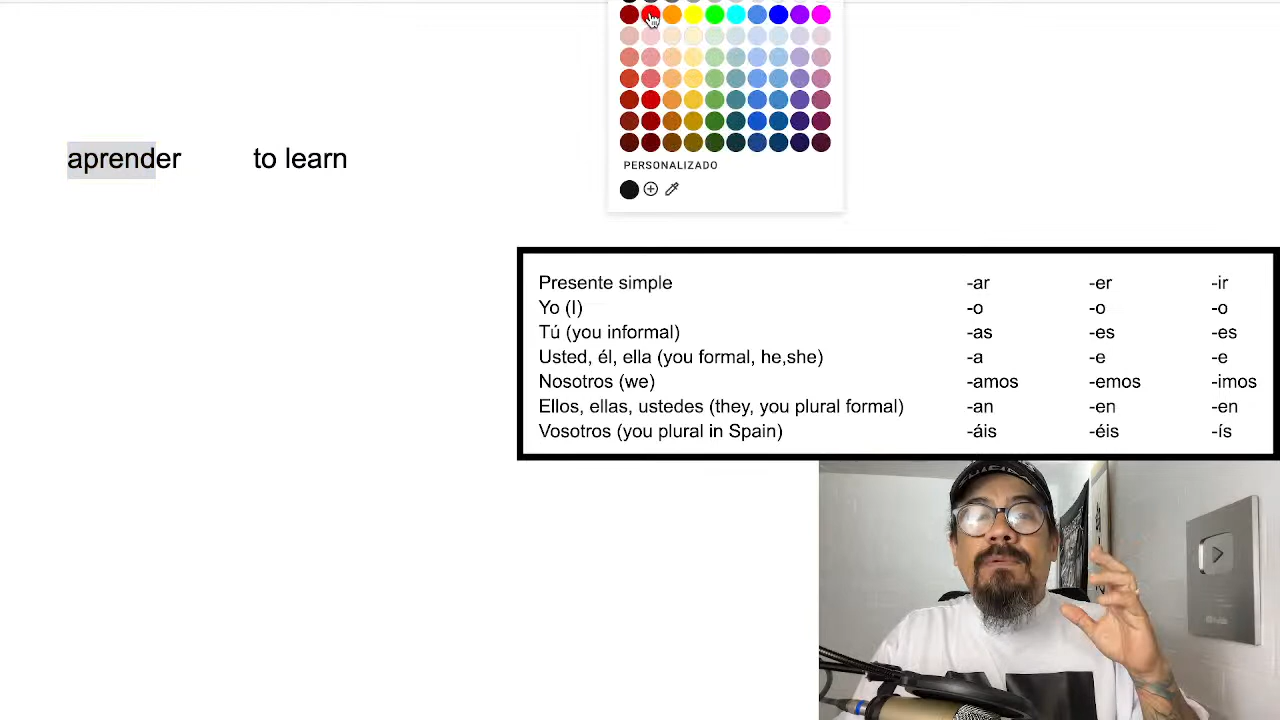 aprender to learn
PERSONALIZADO
Presente simple -ar -er -ir
Yo (I) -o -o -o
Tú (you informal) -as -es -es
Usted, él, ella (you formal, he,she) -a -e -e
Nosotros (we) -amos -emos -imos
Ellos, ellas, ustedes (they, you plural formal) -an -en -en
Vosotros (you plural in Spain) -áis -éis -ís